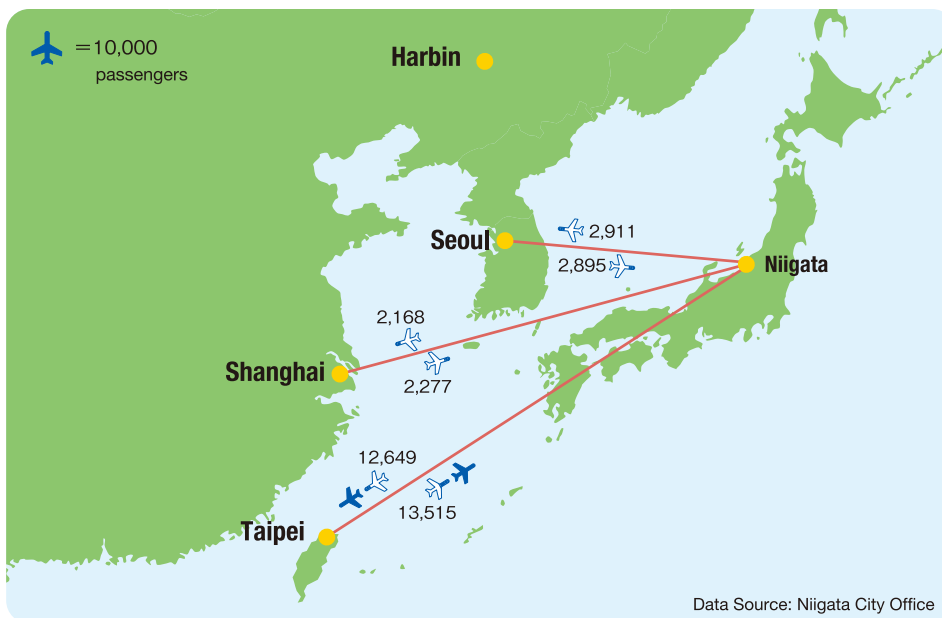 =10,000
passengers
Harbin
Seoul
2,911
2,895
Niigata
2,168
Shanghai
2,277
12,649
13,515
Taipei
Data Source: Niigata City Office